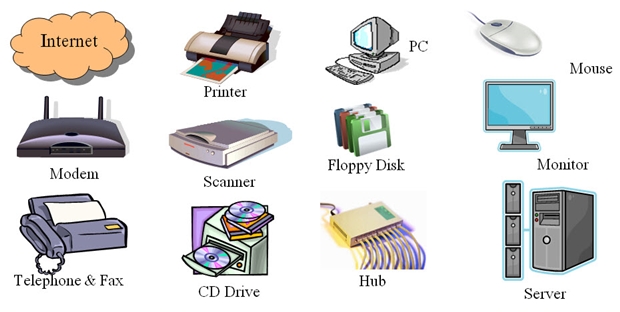 Internet
Printer
PC
Mouse
Modem
Scanner
Floppy Disk
Monitor
Telephone & Fax
CD Drive
Hub
Server